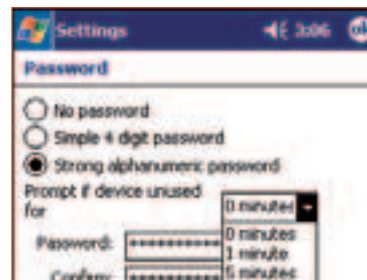 Settings 3:06 ok
Password
No password
Simple 4 digit password
Strong alphanumeric password
Prompt if device unused
for 0 minutes
0 minutes
Password: **********
1 minute
Confirm: **********
5 minutes